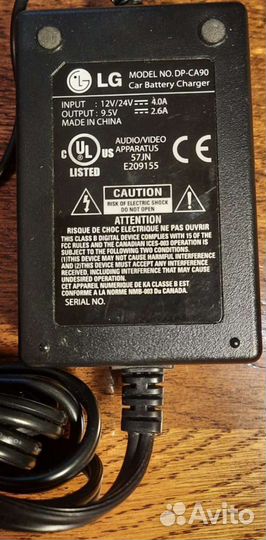 LG MODEL NO. DP-CA90
Car Battery Charger
INPUT : 12V/24V ⎓ 4.0A
OUTPUT : 9.5V ⎓ 2.6A
MADE IN CHINA
C UL US
LISTED
AUDIO/VIDEO
APPARATUS
57JN
E209155
CAUTION
RISK OF ELECTRIC SHOCK
DO NOT OPEN
ATTENTION
RISQUE DE CHOC ELECTRIQUE NE PAS OUVRIR
THIS CLASS B DIGITAL DEVICE COMPLIES WITH 15 OF THE
FCC RULES AND THE CANADIAN ICES-003 OPERATION IS
SUBJECT TO THE FOLLOWING TWO CONDITIONS.
(1)THIS DEVICE MAY NOT CAUSE HARMFUL INTERFERENCE
AND (2)THIS DEVICE MUST ACCEPT ANY INTERFERENCE
RECEIVED INCLUDING INTERFERENCE THAT MAY CAUSE
UNDESIRED OPERATION.
CET APPAREIL NUMERIQUE DE KA CLASSE B EST
CONFORME A LA NORME NMB-003 Du CANADA.
SERIAL NO.
Avito